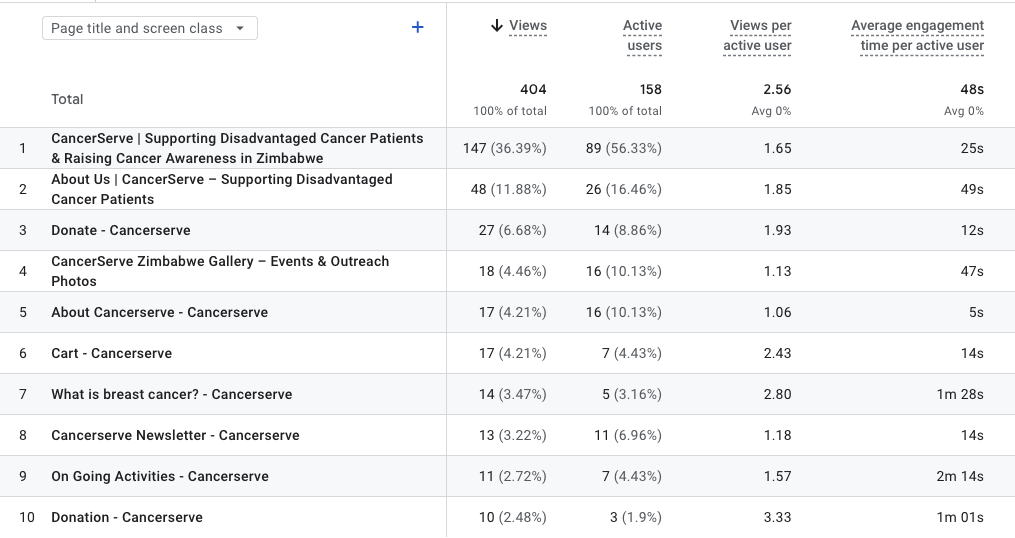 Page title and screen class
+
↓ Views
Active users
Views per active user
Average engagement time per active user
Total
404
100% of total
158
100% of total
2.56
Avg 0%
48s
Avg 0%
1 CancerServe | Supporting Disadvantaged Cancer Patients & Raising Cancer Awareness in Zimbabwe 147 (36.39%) 89 (56.33%) 1.65 25s
2 About Us | CancerServe – Supporting Disadvantaged Cancer Patients 48 (11.88%) 26 (16.46%) 1.85 49s
3 Donate - Cancerserve 27 (6.68%) 14 (8.86%) 1.93 12s
4 CancerServe Zimbabwe Gallery – Events & Outreach Photos 18 (4.46%) 16 (10.13%) 1.13 47s
5 About Cancerserve - Cancerserve 17 (4.21%) 16 (10.13%) 1.06 5s
6 Cart - Cancerserve 17 (4.21%) 7 (4.43%) 2.43 14s
7 What is breast cancer? - Cancerserve 14 (3.47%) 5 (3.16%) 2.80 1m 28s
8 Cancerserve Newsletter - Cancerserve 13 (3.22%) 11 (6.96%) 1.18 14s
9 On Going Activities - Cancerserve 11 (2.72%) 7 (4.43%) 1.57 2m 14s
10 Donation - Cancerserve 10 (2.48%) 3 (1.9%) 3.33 1m 01s